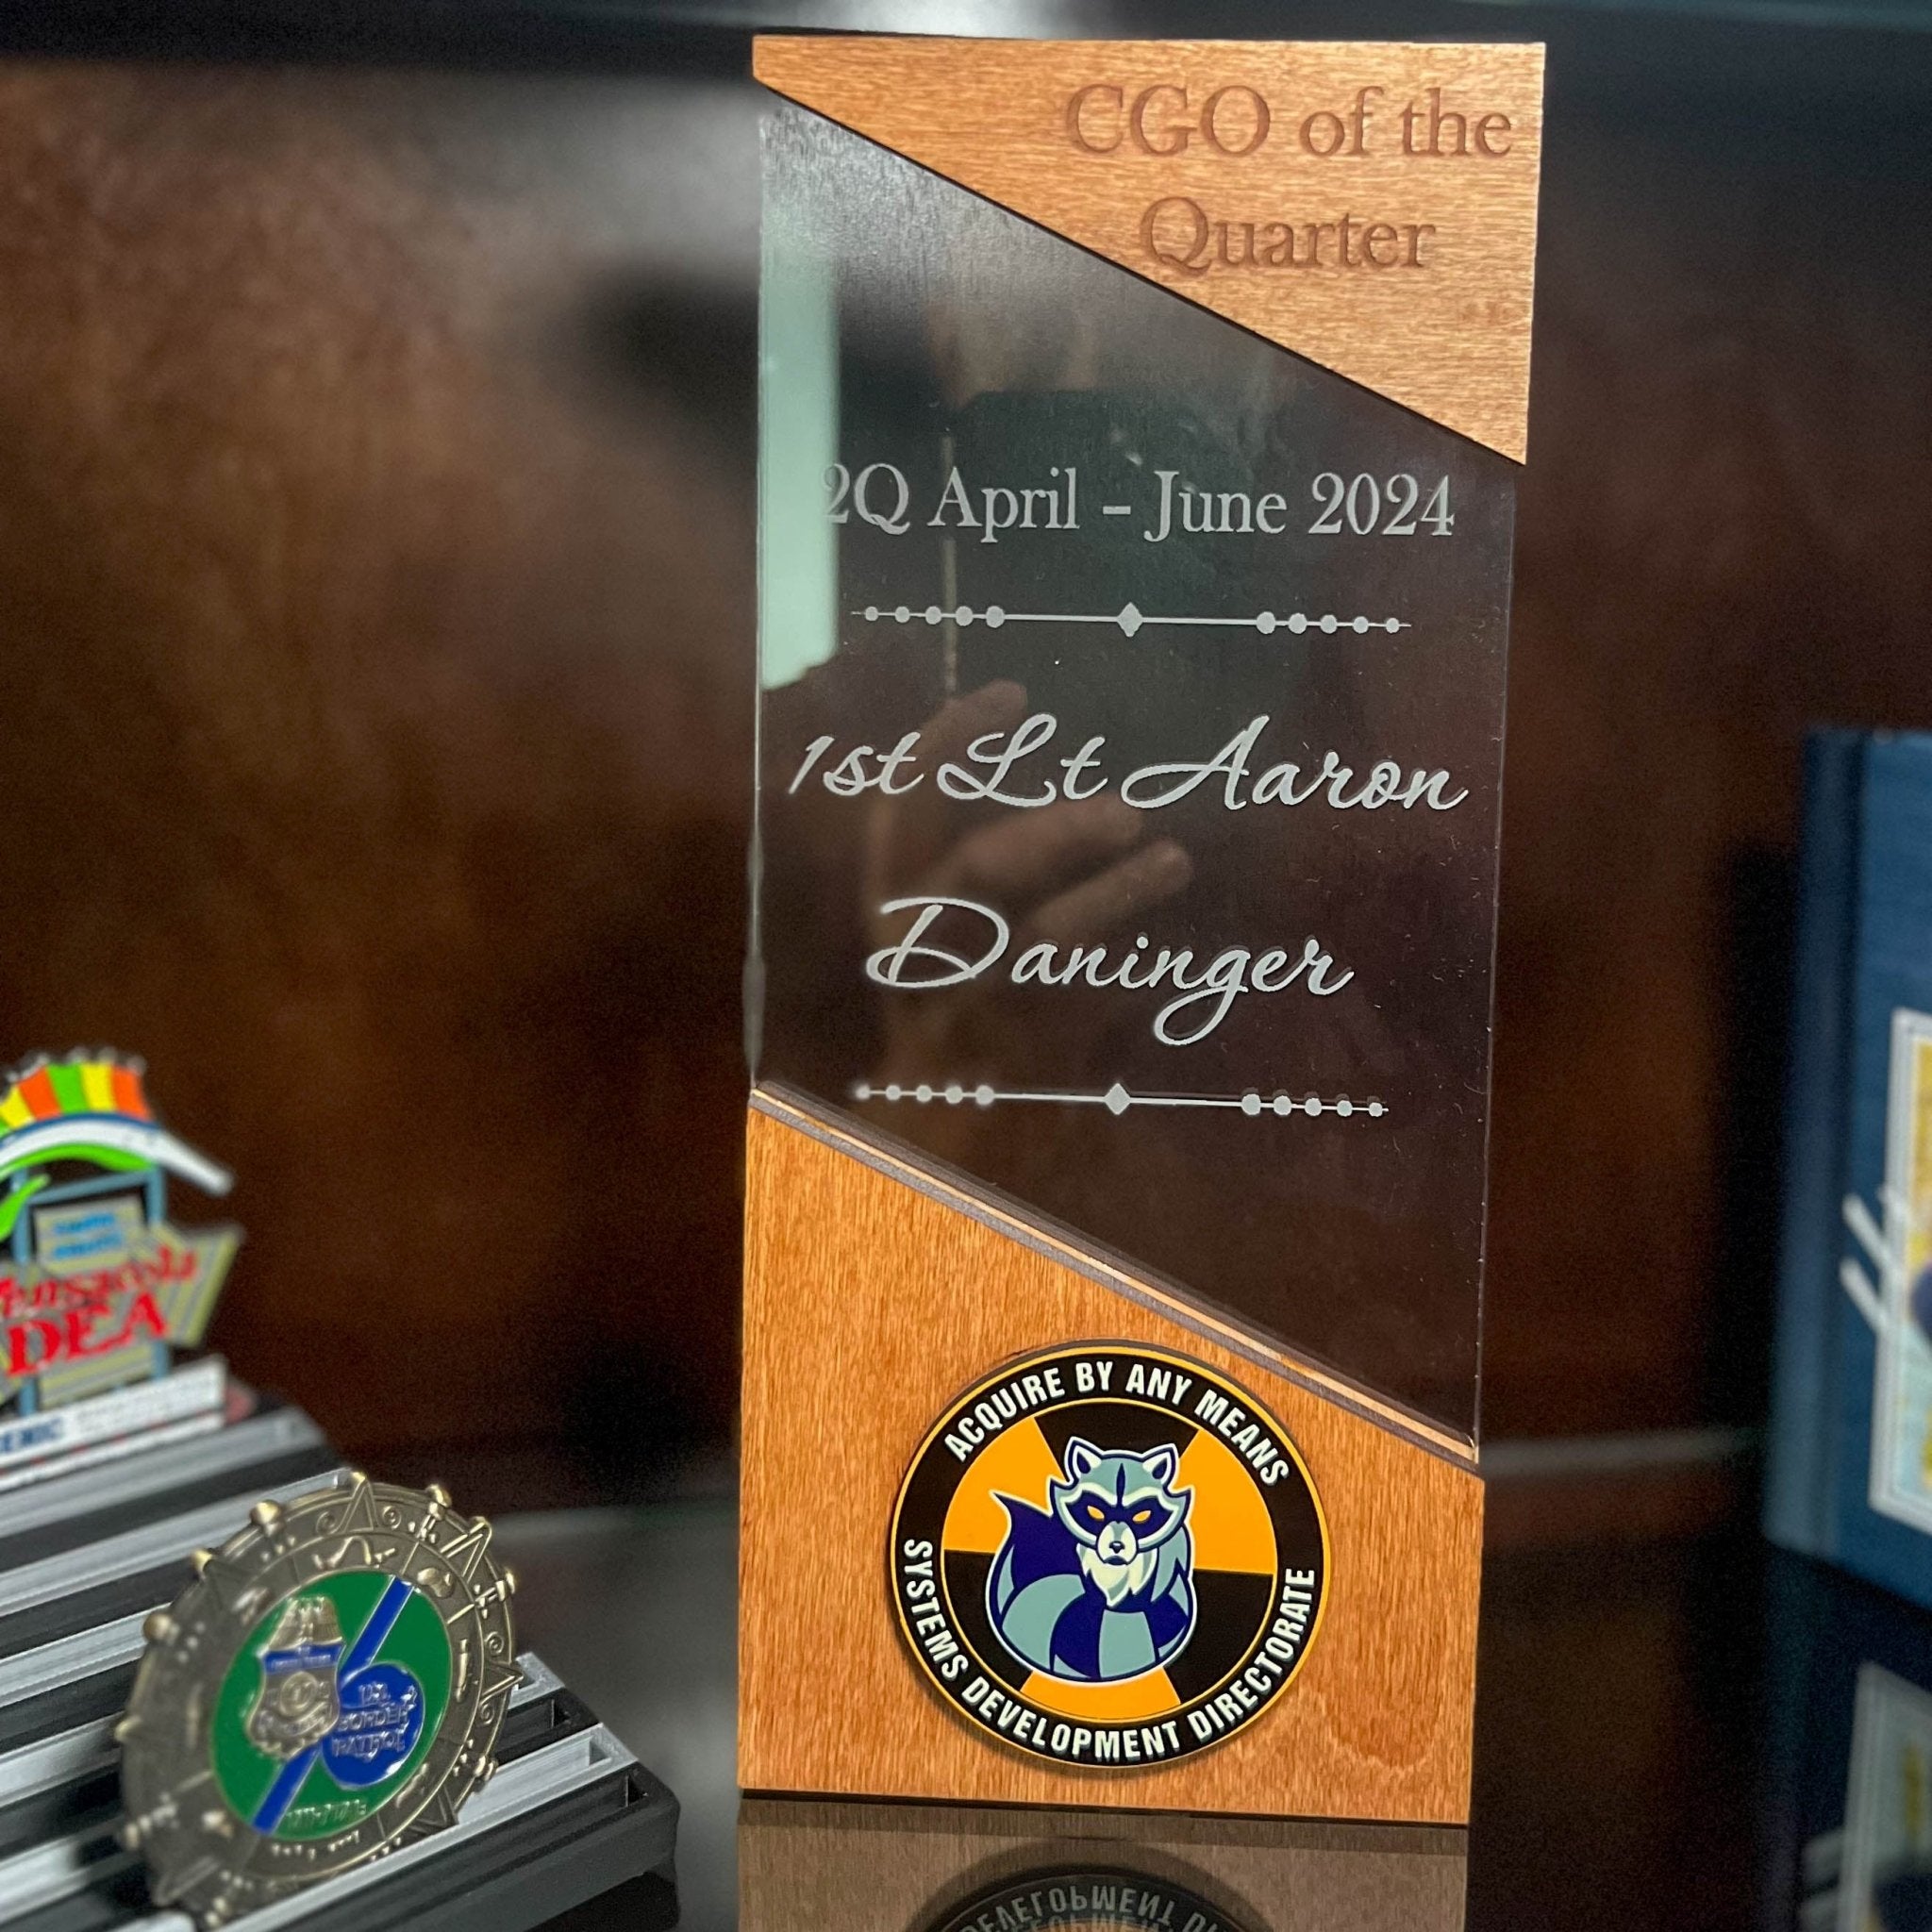 CGO of the
Quarter
2Q April - June 2024
1st Lt Aaron
Daninger
ACQUIRE BY ANY MEANS
SYSTEMS DEVELOPMENT DIRECTORATE
DEA
U.S.
BORDER
PATROL